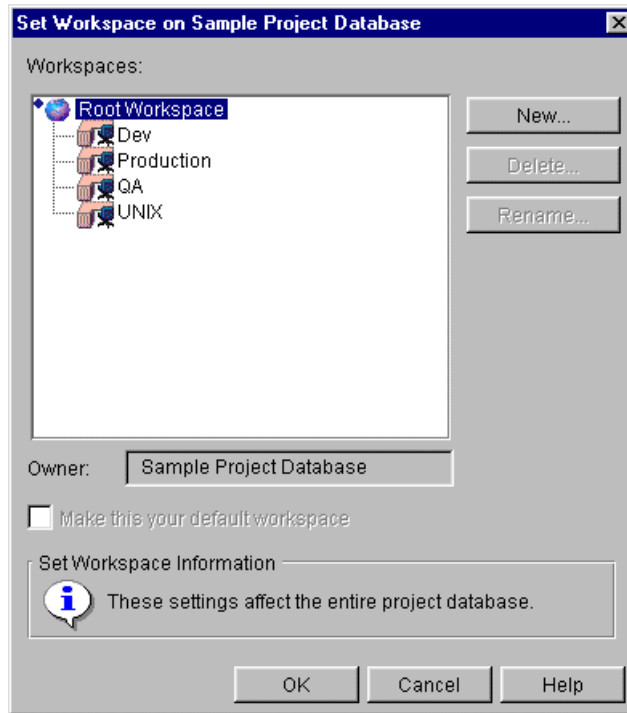 Set Workspace on Sample Project Database
Workspaces:
Root Workspace
Dev
Production
QA
UNIX
New...
Delete...
Rename...
Owner: Sample Project Database
Make this your default workspace
Set Workspace Information
These settings affect the entire project database.
OK Cancel Help